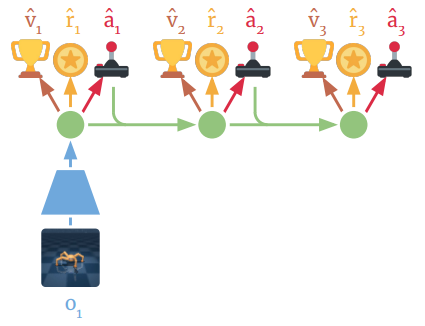 v̂₁ r̂₁ â₁ v̂₂ r̂₂ â₂ v̂₃ r̂₃ â₃
o₁